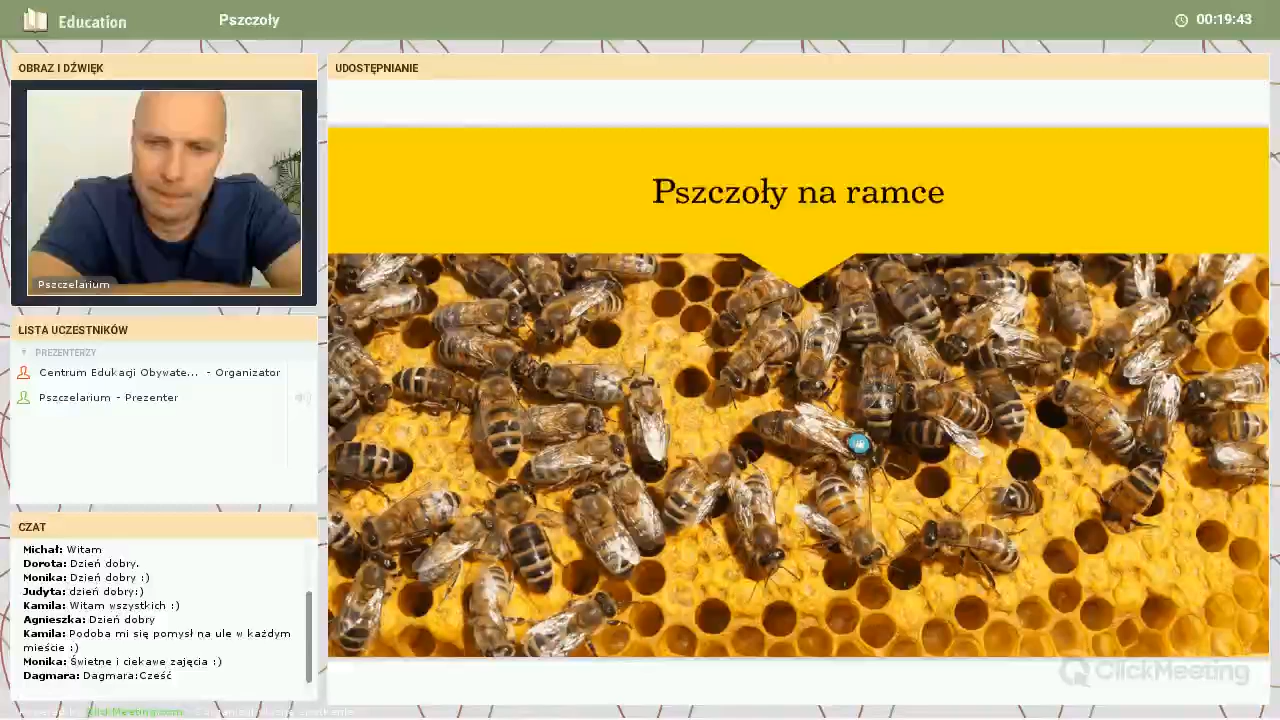 Education
Pszczoły
00:19:43
OBRAZ I DŹWIĘK
Pszczelarium
LISTA UCZESTNIKÓW
PREZENTERZY
Centrum Edukacji Obywate... - Organizator
Pszczelarium - Prezenter
CZAT
Michał: Witam
Dorota: Dzień dobry.
Monika: Dzień dobry :)
Judyta: dzień dobry:)
Kamila: Witam wszystkich :)
Agnieszka: Dzień dobry
Kamila: Podoba mi się pomysł na ule w każdym
mieście :)
Monika: Świetne i ciekawe zajęcia :)
Dagmara: Dagmara:Cześć
ClickMeeting.com
UDOSTĘPNIANIE
Pszczoły na ramce
ClickMeeting